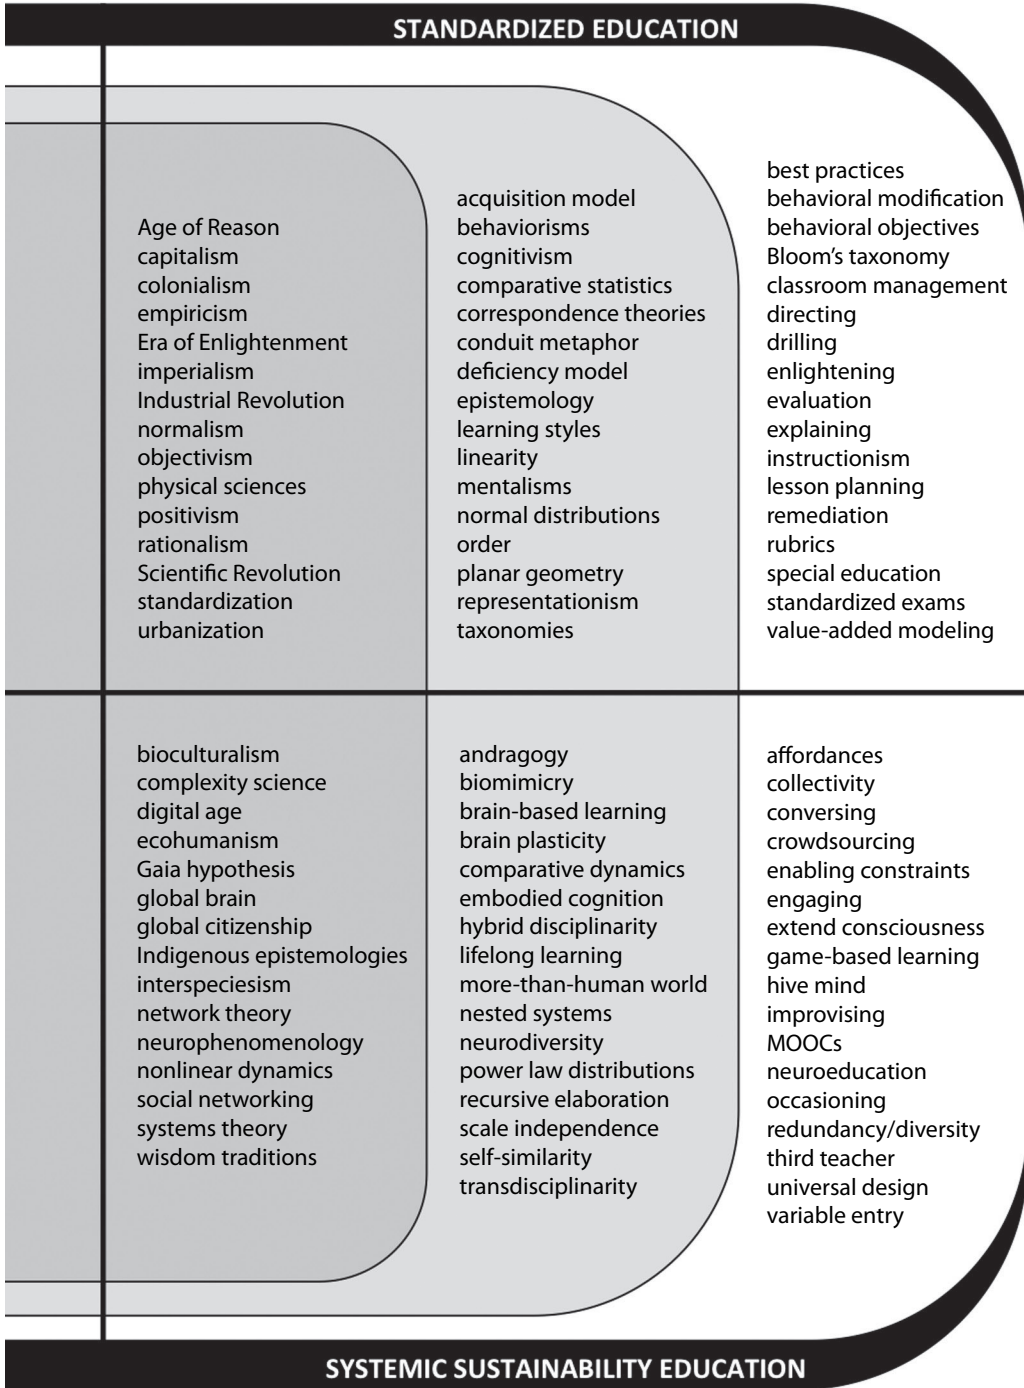 STANDARDIZED EDUCATION
Age of Reason
capitalism
colonialism
empiricism
Era of Enlightenment
imperialism
Industrial Revolution
normalism
objectivism
physical sciences
positivism
rationalism
Scientific Revolution
standardization
urbanization
acquisition model
behaviorisms
cognitivism
comparative statistics
correspondence theories
conduit metaphor
deficiency model
epistemology
learning styles
linearity
mentalisms
normal distributions
order
planar geometry
representationism
taxonomies
best practices
behavioral modification
behavioral objectives
Bloom’s taxonomy
classroom management
directing
drilling
enlightening
evaluation
explaining
instructionism
lesson planning
remediation
rubrics
special education
standardized exams
value-added modeling
bioculturalism
complexity science
digital age
ecohumanism
Gaia hypothesis
global brain
global citizenship
Indigenous epistemologies
interspeciesism
network theory
neurophenomenology
nonlinear dynamics
social networking
systems theory
wisdom traditions
andragogy
biomimicry
brain-based learning
brain plasticity
comparative dynamics
embodied cognition
hybrid disciplinarity
lifelong learning
more-than-human world
nested systems
neurodiversity
power law distributions
recursive elaboration
scale independence
self-similarity
transdisciplinarity
affordances
collectivity
conversing
crowdsourcing
enabling constraints
engaging
extend consciousness
game-based learning
hive mind
improvising
MOOCs
neuroeducation
occasioning
redundancy/diversity
third teacher
universal design
variable entry
SYSTEMIC SUSTAINABILITY EDUCATION